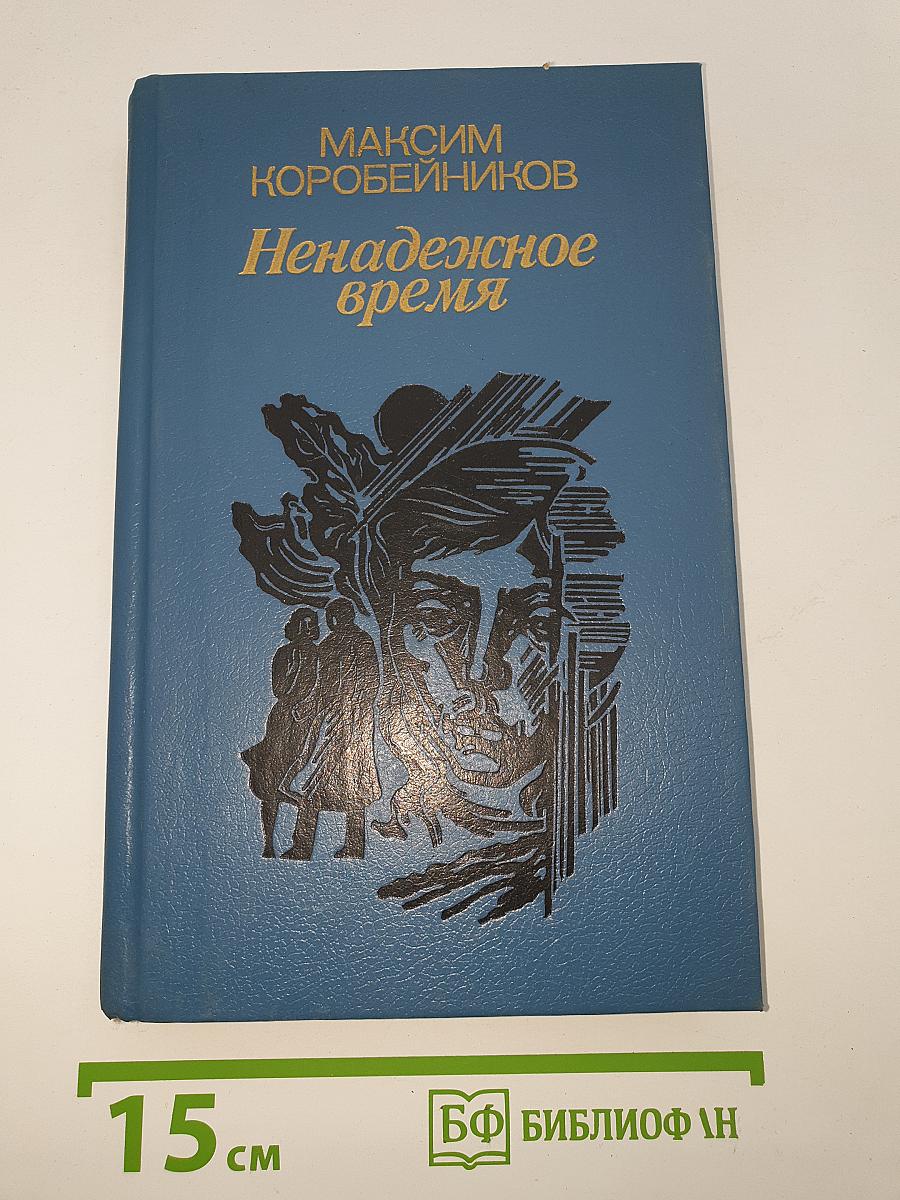 МАКСИМ
КОРОБЕЙНИКОВ
Ненадежное
время
15 см
БФ БИБЛИОФ\Н